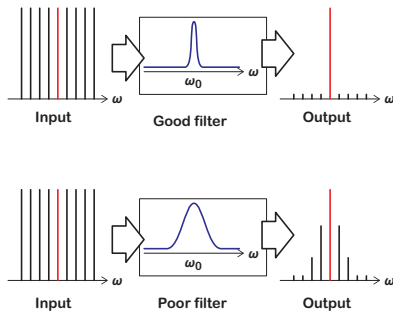 ω
ω
ω₀
ω
Input
Good filter
Output
ω
ω
ω₀
ω
Input
Poor filter
Output